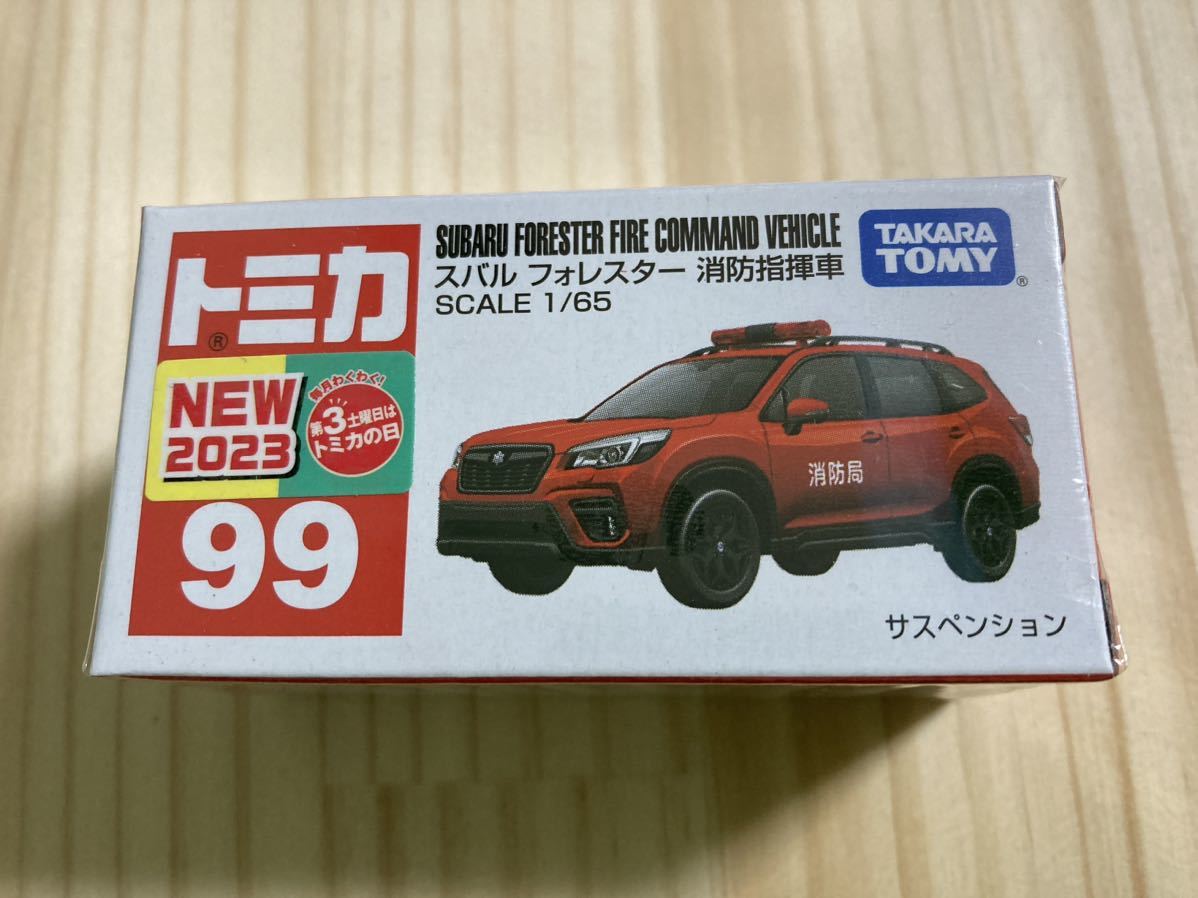 トミカ
®
NEW
2023
毎月わくわく!
第3土曜日は
トミカの日
99
SUBARU FORESTER FIRE COMMAND VEHICLE
スバル フォレスター 消防指揮車
SCALE 1/65
TAKARA
TOMY
®
消防局
サスペンション